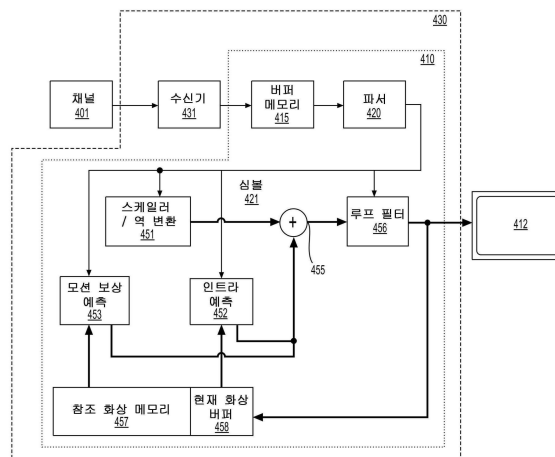 430
410
채널
401
수신기
431
버퍼
메모리
415
파서
420
스케일러
/ 역 변환
451
심볼
421
+
455
루프 필터
456
412
모션 보상
예측
453
인트라
예측
452
참조 화상 메모리
457
현재 화상
버퍼
458